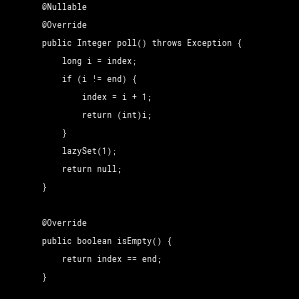 @Nullable
@Override
public Integer poll() throws Exception {
    long i = index;
    if (i != end) {
        index = i + 1;
        return (int)i;
    }
    lazySet(1);
    return null;
}

@Override
public boolean isEmpty() {
    return index == end;
}